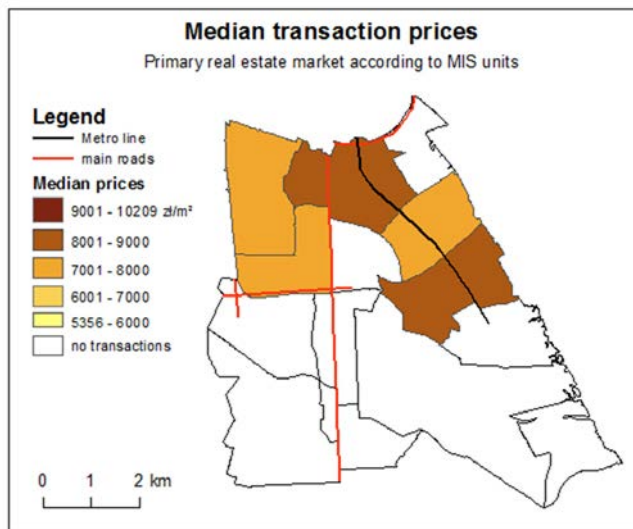 Median transaction prices
Primary real estate market according to MIS units
Legend
Metro line
main roads
Median prices
9001 - 10209 zł/m²
8001 - 9000
7001 - 8000
6001 - 7000
5356 - 6000
no transactions
0 1 2 km